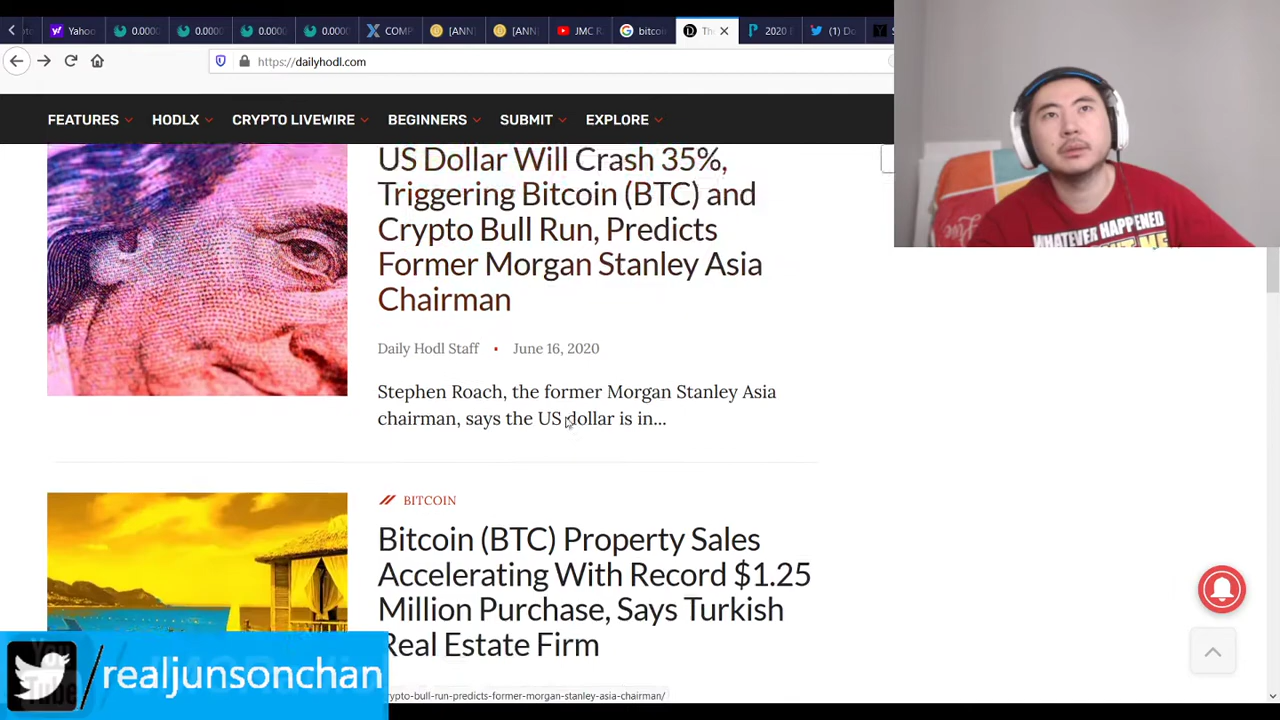 Yahoo
0.0000
0.0000
0.0000
0.0000
COMP
[ANN
[ANN
JMC R
bitcoin
The
2020
(1) Do
https://dailyhodl.com
FEATURES
HODLX
CRYPTO LIVEWIRE
BEGINNERS
SUBMIT
EXPLORE
US Dollar Will Crash 35%,
Triggering Bitcoin (BTC) and
Crypto Bull Run, Predicts
Former Morgan Stanley Asia
Chairman
Daily Hodl Staff • June 16, 2020
Stephen Roach, the former Morgan Stanley Asia
chairman, says the US dollar is in...
BITCOIN
Bitcoin (BTC) Property Sales
Accelerating With Record $1.25
Million Purchase, Says Turkish
Real Estate Firm
rypto-bull-run-predicts-former-morgan-stanley-asia-chairman/
WHATEVER HAPPENED
/realjunsonchan